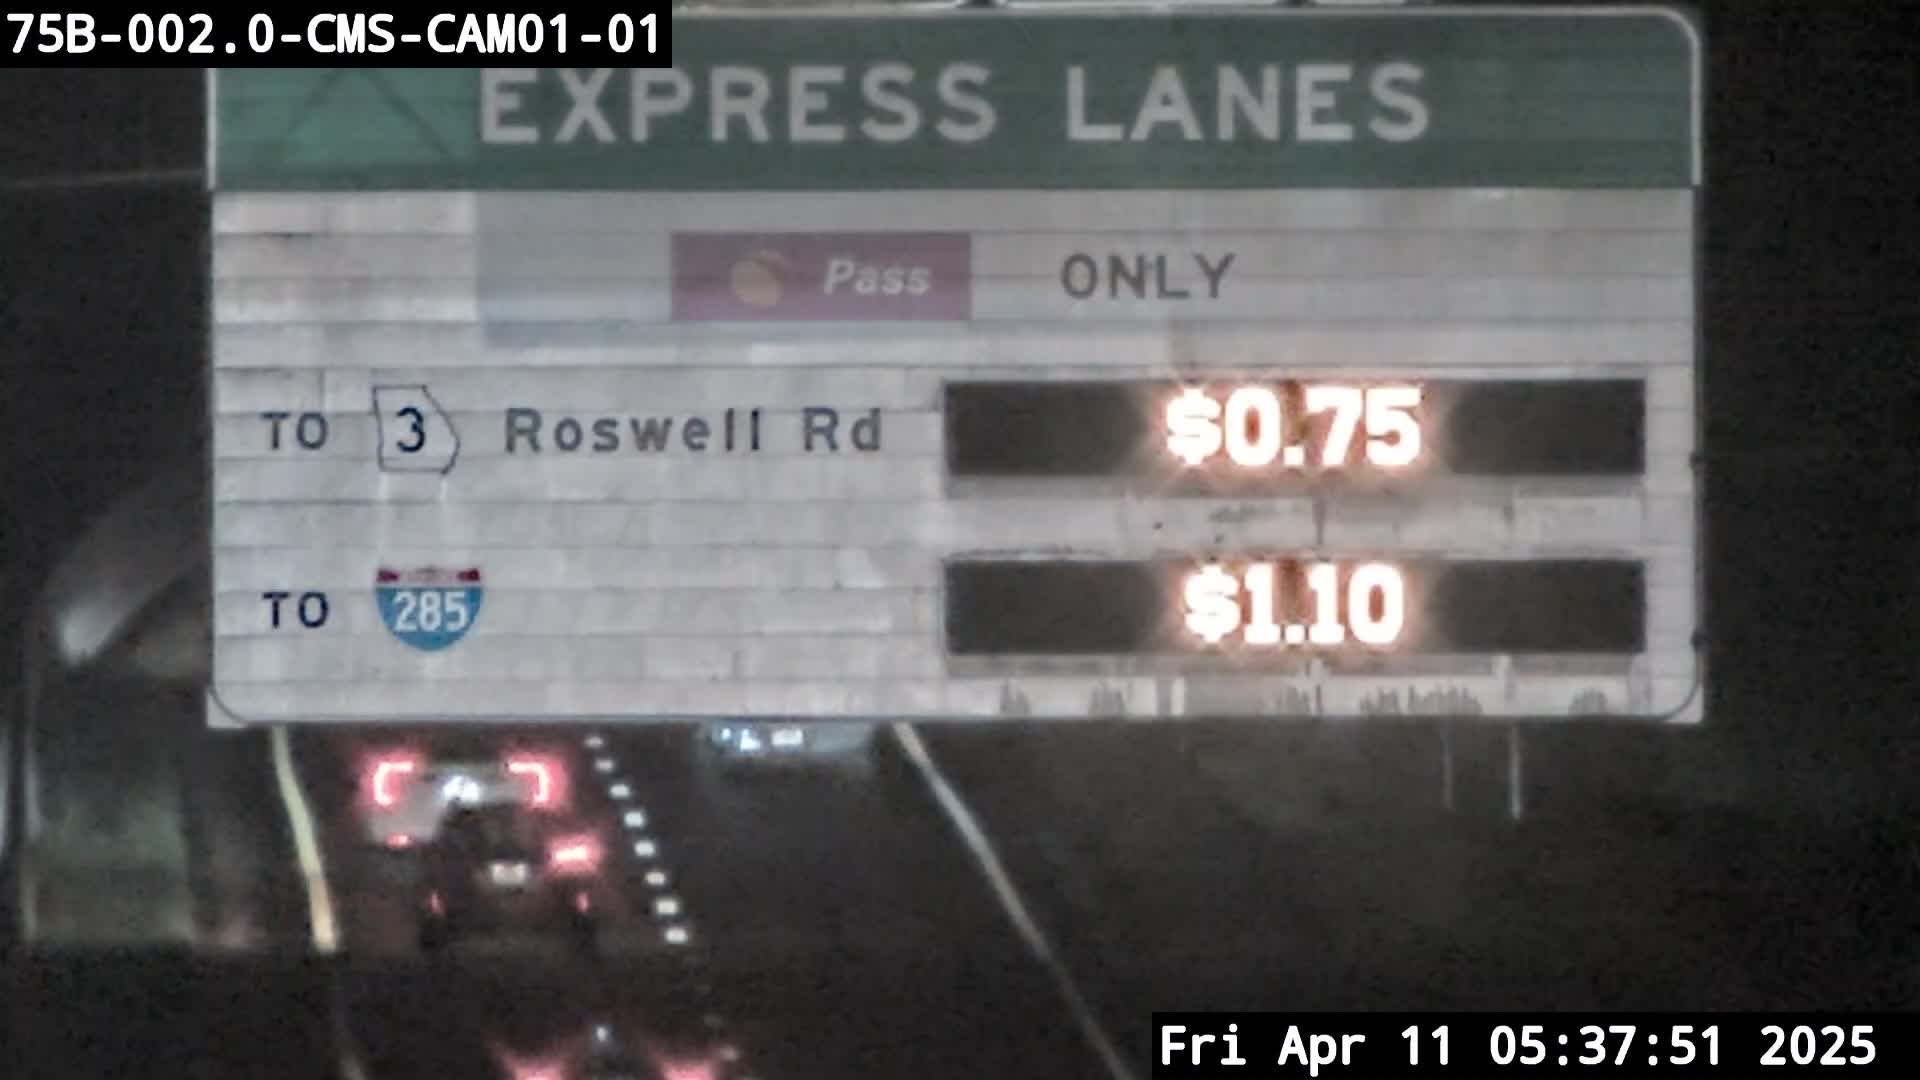 75B-002.0-CMS-CAM01-01
EXPRESS LANES
Pass ONLY
TO 3 Roswell Rd $0.75
TO 285 $1.10
Fri Apr 11 05:37:51 2025